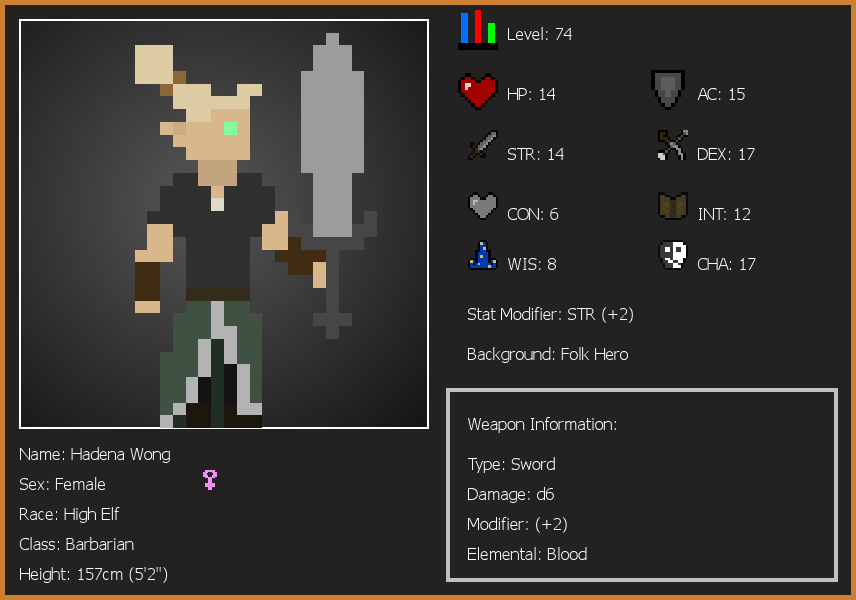 Level: 74
HP: 14
AC: 15
STR: 14
DEX: 17
CON: 6
INT: 12
WIS: 8
CHA: 17
Stat Modifier: STR (+2)
Background: Folk Hero
Weapon Information:
Type: Sword
Damage: d6
Modifier: (+2)
Elemental: Blood
Name: Hadena Wong
Sex: Female
Race: High Elf
Class: Barbarian
Height: 157cm (5'2")